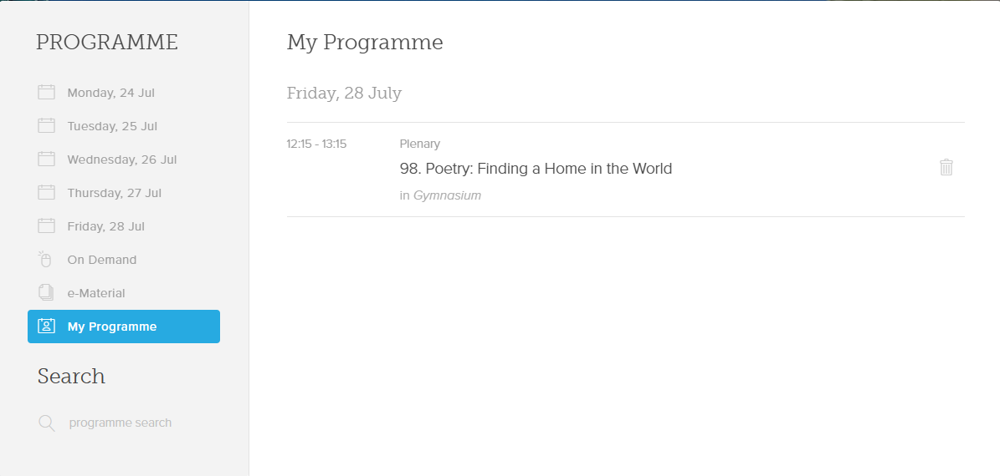 PROGRAMME
Monday, 24 Jul
Tuesday, 25 Jul
Wednesday, 26 Jul
Thursday, 27 Jul
Friday, 28 Jul
On Demand
e-Material
My Programme
Search
programme search
My Programme
Friday, 28 July
12:15 - 13:15
Plenary
98. Poetry: Finding a Home in the World
in Gymnasium